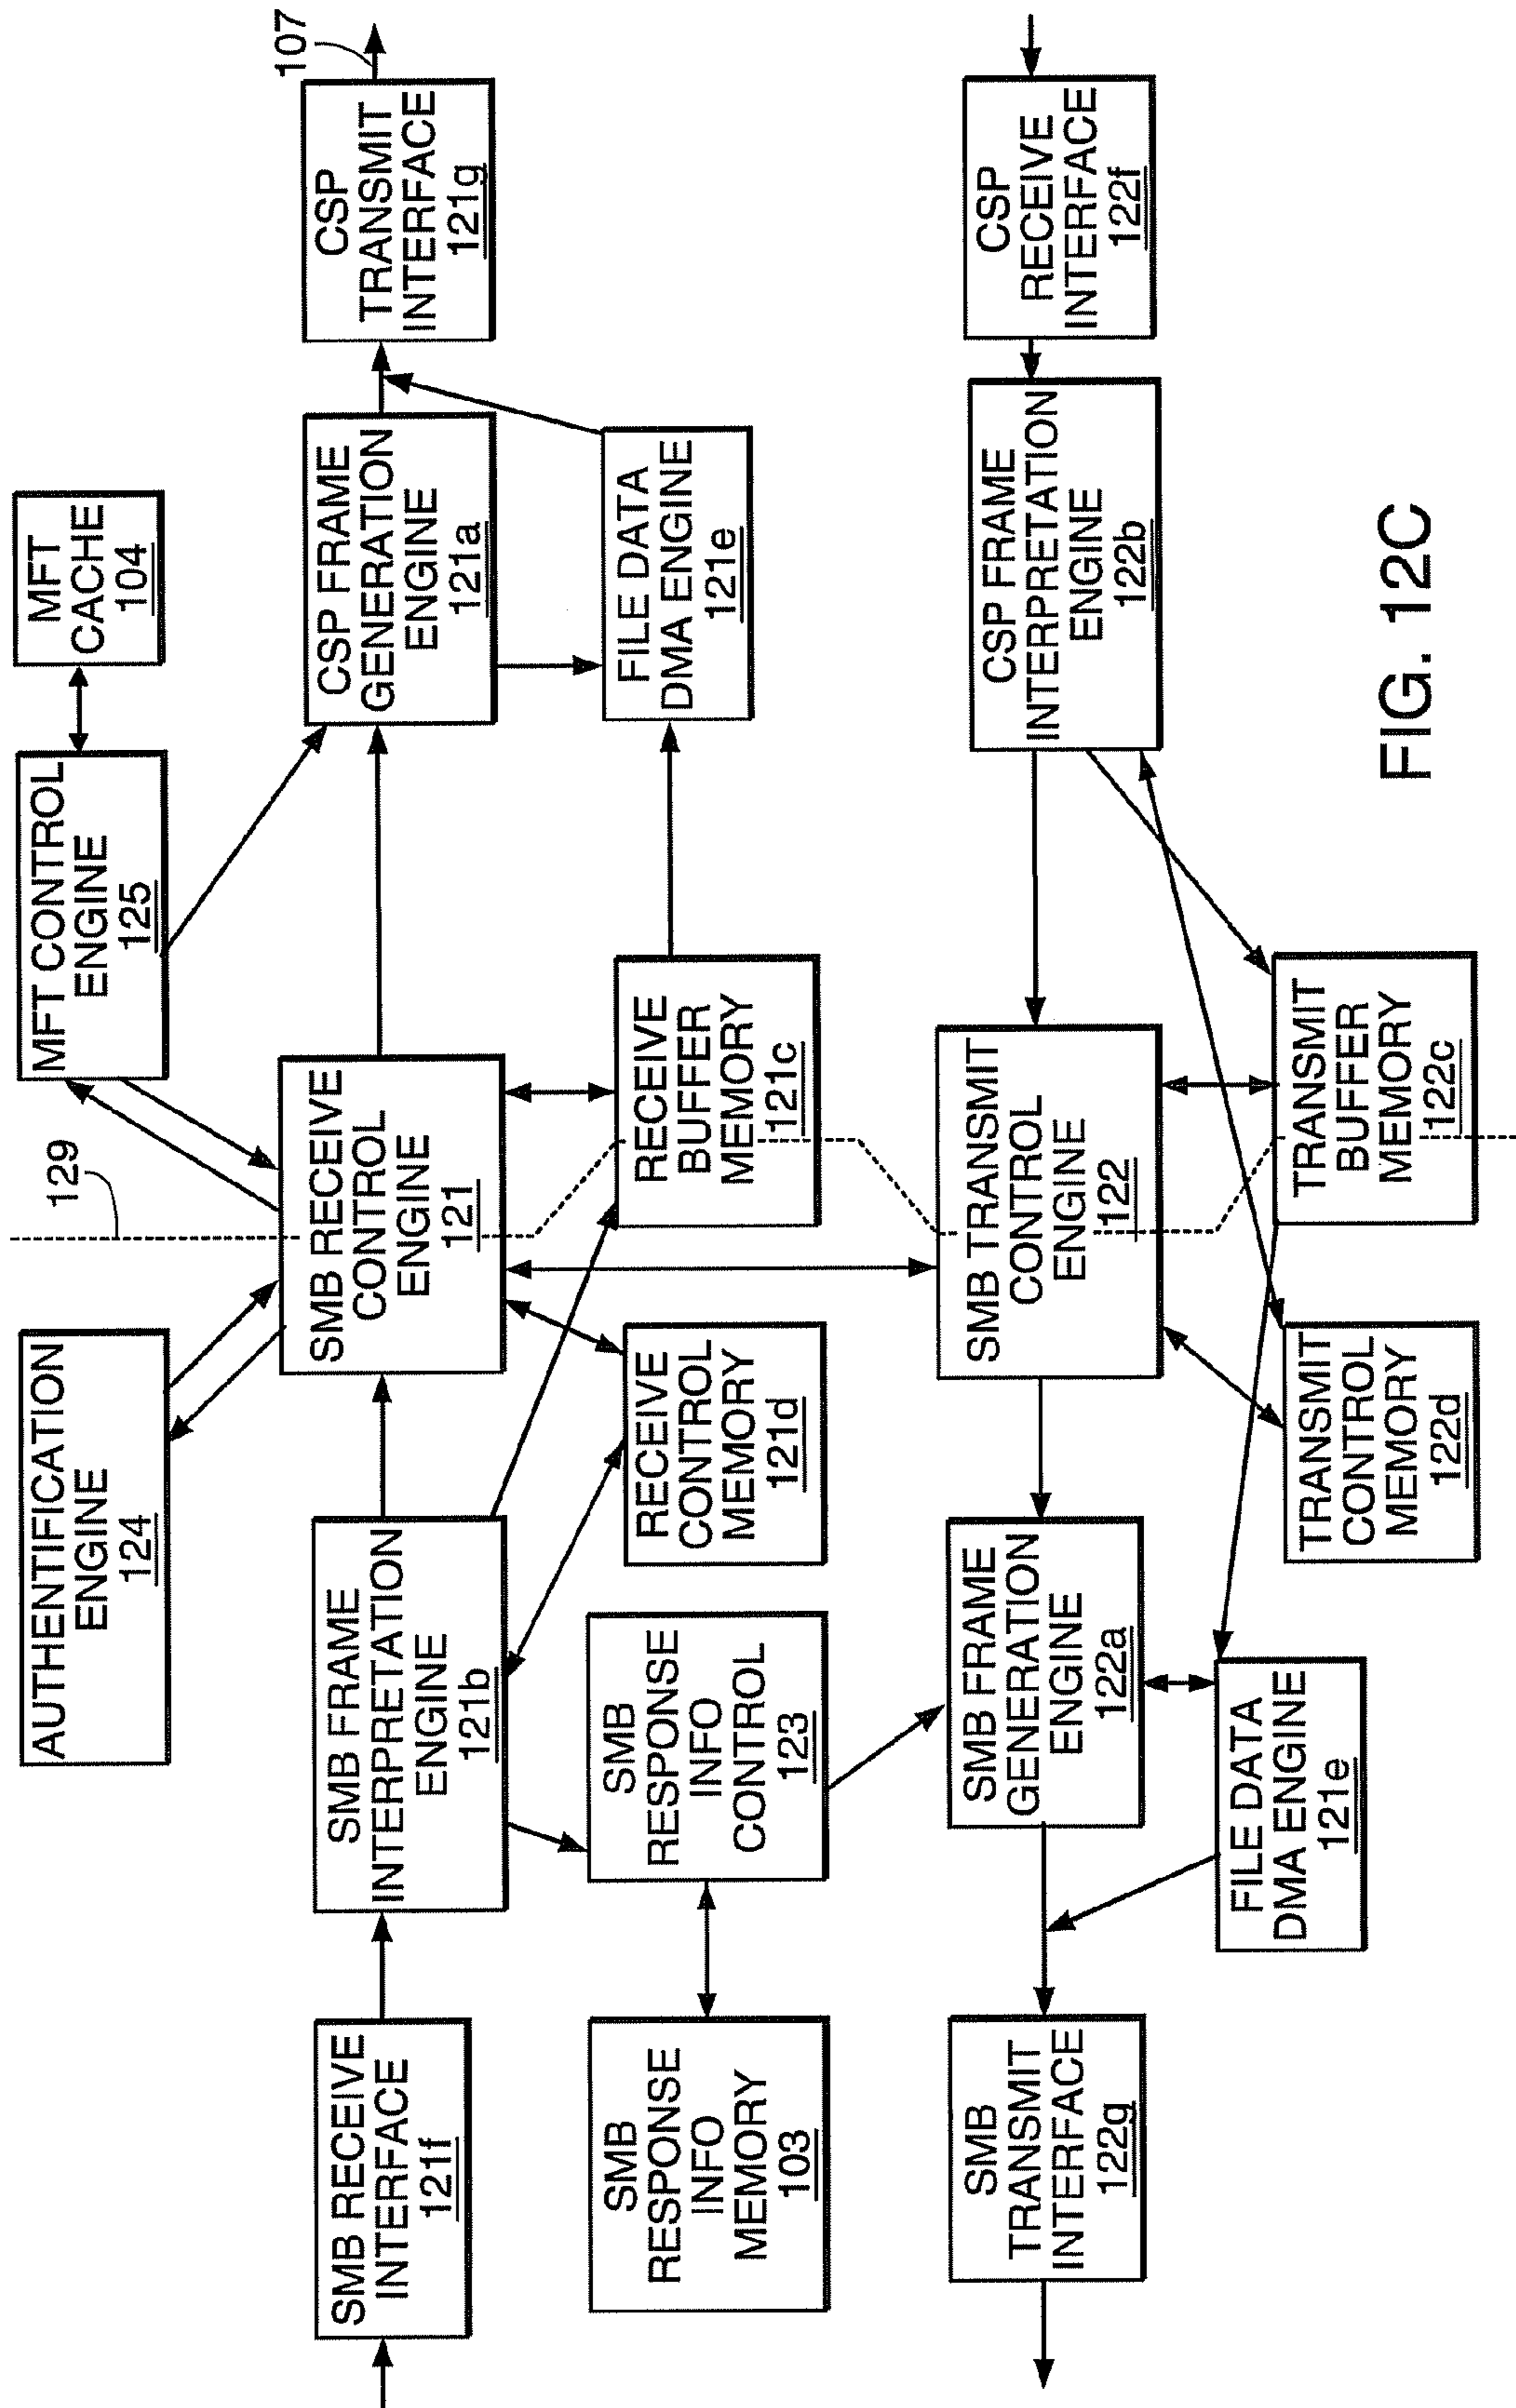 AUTHENTIFICATION
ENGINE
124
129
MFT CONTROL
ENGINE
125
MFT
CACHE
104
107
SMB RECEIVE
INTERFACE
121f
SMB FRAME
INTERPRETATION
ENGINE
121b
SMB RECEIVE
CONTROL
ENGINE
121
CSP FRAME
GENERATION
ENGINE
121a
CSP
TRANSMIT
INTERFACE
121g
SMB
RESPONSE
INFO
MEMORY
103
SMB
RESPONSE
INFO
CONTROL
123
RECEIVE
CONTROL
MEMORY
121d
RECEIVE
BUFFER
MEMORY
121c
FILE DATA
DMA ENGINE
121e
SMB
TRANSMIT
INTERFACE
122g
SMB FRAME
GENERATION
ENGINE
122a
SMB TRANSMIT
CONTROL
ENGINE
122
CSP FRAME
INTERPRETATION
ENGINE
122b
CSP
RECEIVE
INTERFACE
122f
FILE DATA
DMA ENGINE
121e
TRANSMIT
CONTROL
MEMORY
122d
TRANSMIT
BUFFER
MEMORY
122c
FIG. 12C